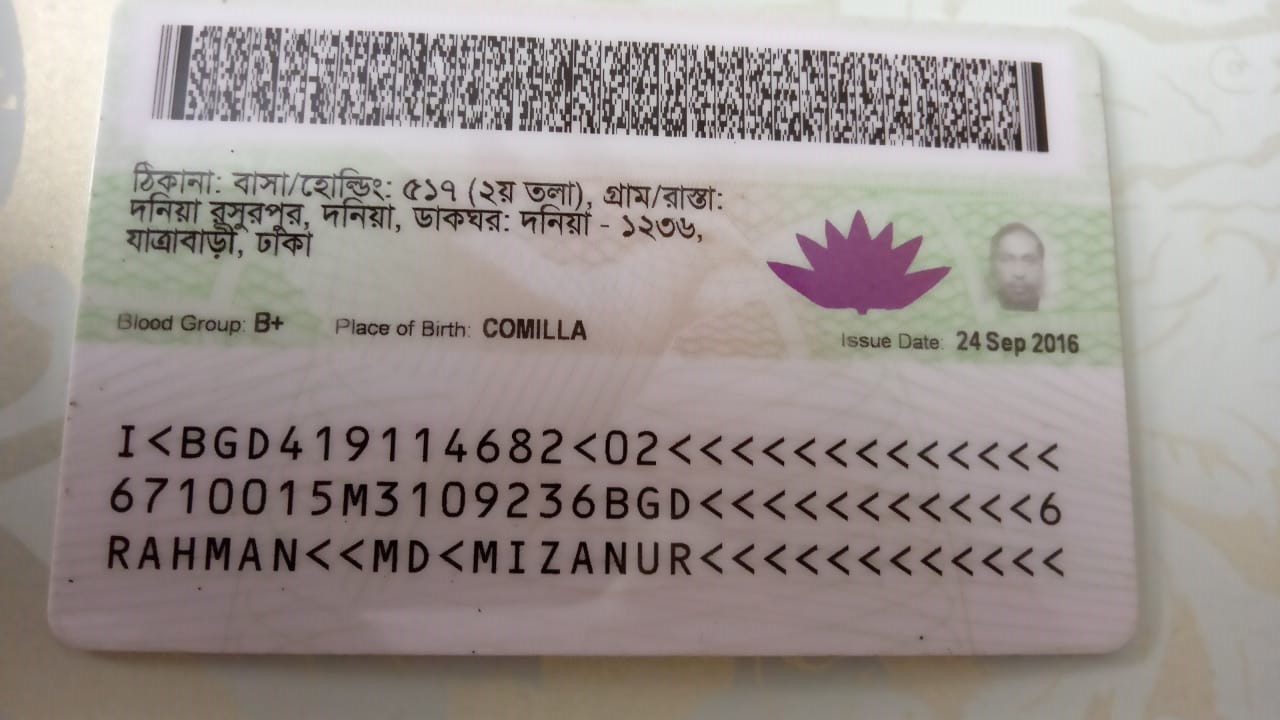 ঠিকানা: বাসা/হোল্ডিং: ৫১৭ (২য় তলা), গ্রাম/রাস্তা:
দনিয়া রসুরপুর, দনিয়া, ডাকঘর: দনিয়া - ১২৩৬,
যাত্রাবাড়ী, ঢাকা
Blood Group: B+ Place of Birth: COMILLA
Issue Date: 24 Sep 2016
I<BGD419114682<02<<<<<<<<<<<<<
6710015M3109236BGD<<<<<<<<<<<6
RAHMAN<<MD<MIZANUR<<<<<<<<<<<<